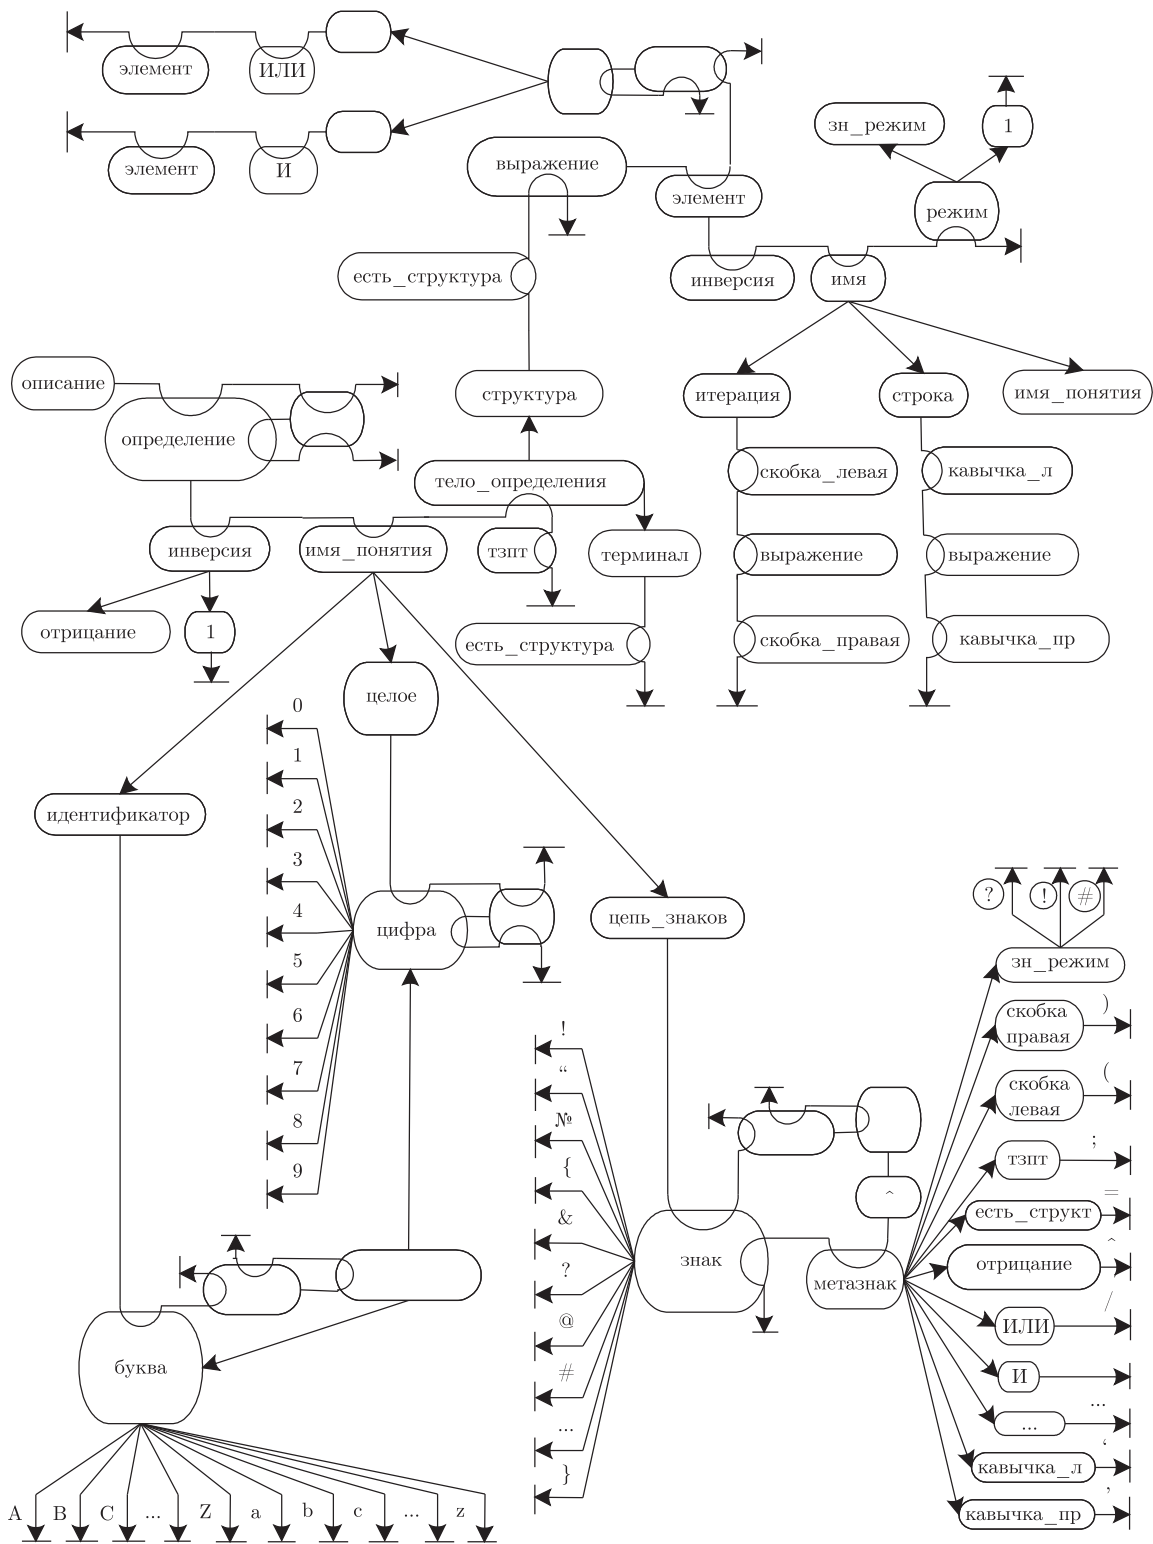 элемент
ИЛИ
элемент
И
выражение
элемент
зн_режим
1
режим
есть_структура
инверсия
имя
описание
определение
структура
итерация
строка
имя_понятия
тело_определения
скобка_левая
кавычка_л
инверсия
имя_понятия
тзпт
терминал
выражение
выражение
отрицание
1
есть_структура
скобка_правая
кавычка_пр
целое
0
1
2
3
4
5
6
7
8
9
идентификатор
цифра
цепь_знаков
?
!
#
зн_режим
скобка
правая
)
скобка
левая
(
тзпт
;
есть_структ
=
отрицание
^
ИЛИ
/
И
...
...
кавычка_л
‘
кавычка_пр
’
!
“
№
{
&
?
@
#
...
}
^
знак
метазнак
буква
A
B
C
...
Z
a
b
c
...
z